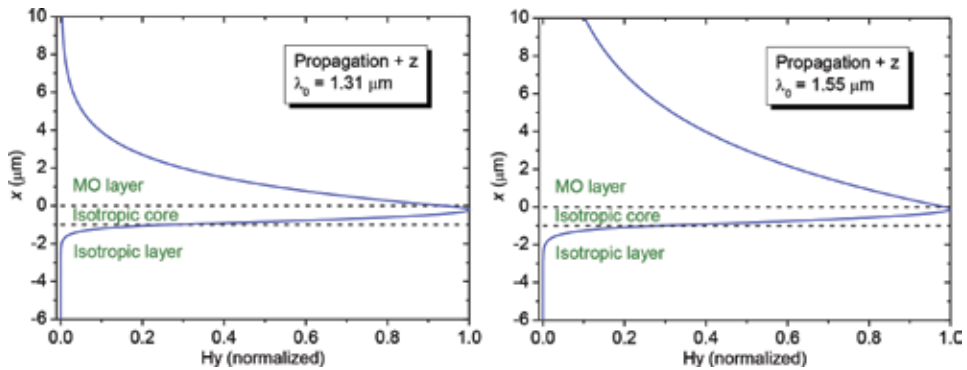 10
8
6
4
2
0
-2
-4
-6
x (μm)
Propagation + z
λ0 = 1.31 μm
MO layer
Isotropic core
Isotropic layer
0.0 0.2 0.4 0.6 0.8 1.0
Hy (normalized)
10
8
6
4
2
0
-2
-4
-6
x (μm)
Propagation + z
λ0 = 1.55 μm
MO layer
Isotropic core
Isotropic layer
0.0 0.2 0.4 0.6 0.8 1.0
Hy (normalized)